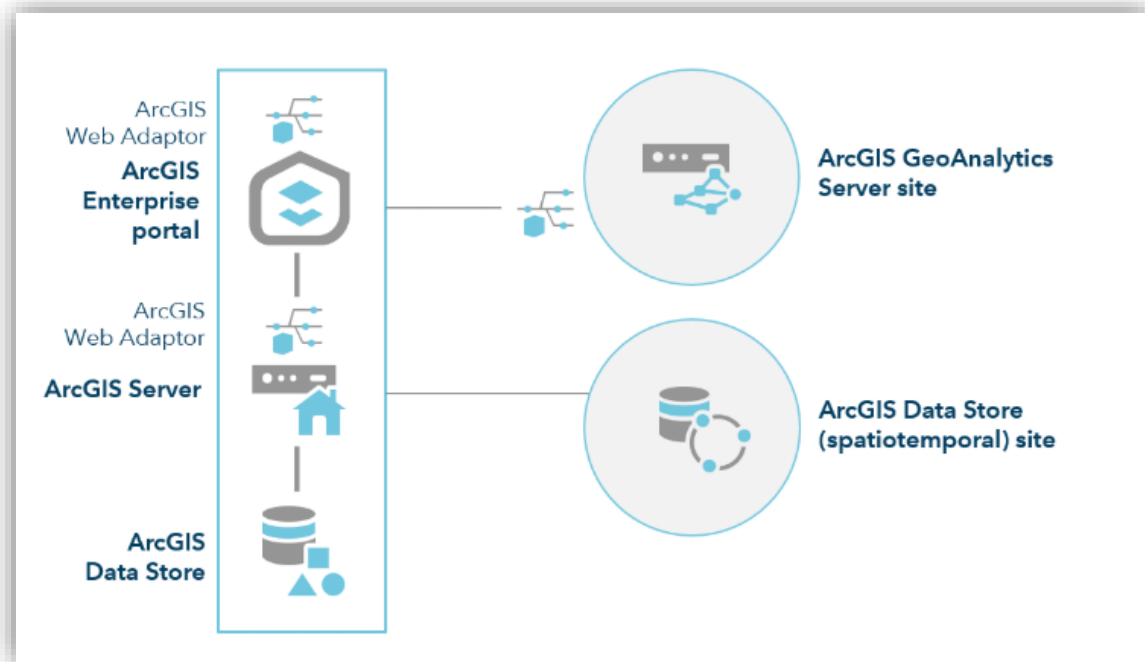 ArcGIS
Web Adaptor
ArcGIS
Enterprise
portal
ArcGIS
Web Adaptor
ArcGIS Server
ArcGIS
Data Store
ArcGIS GeoAnalytics
Server site
ArcGIS Data Store
(spatiotemporal) site